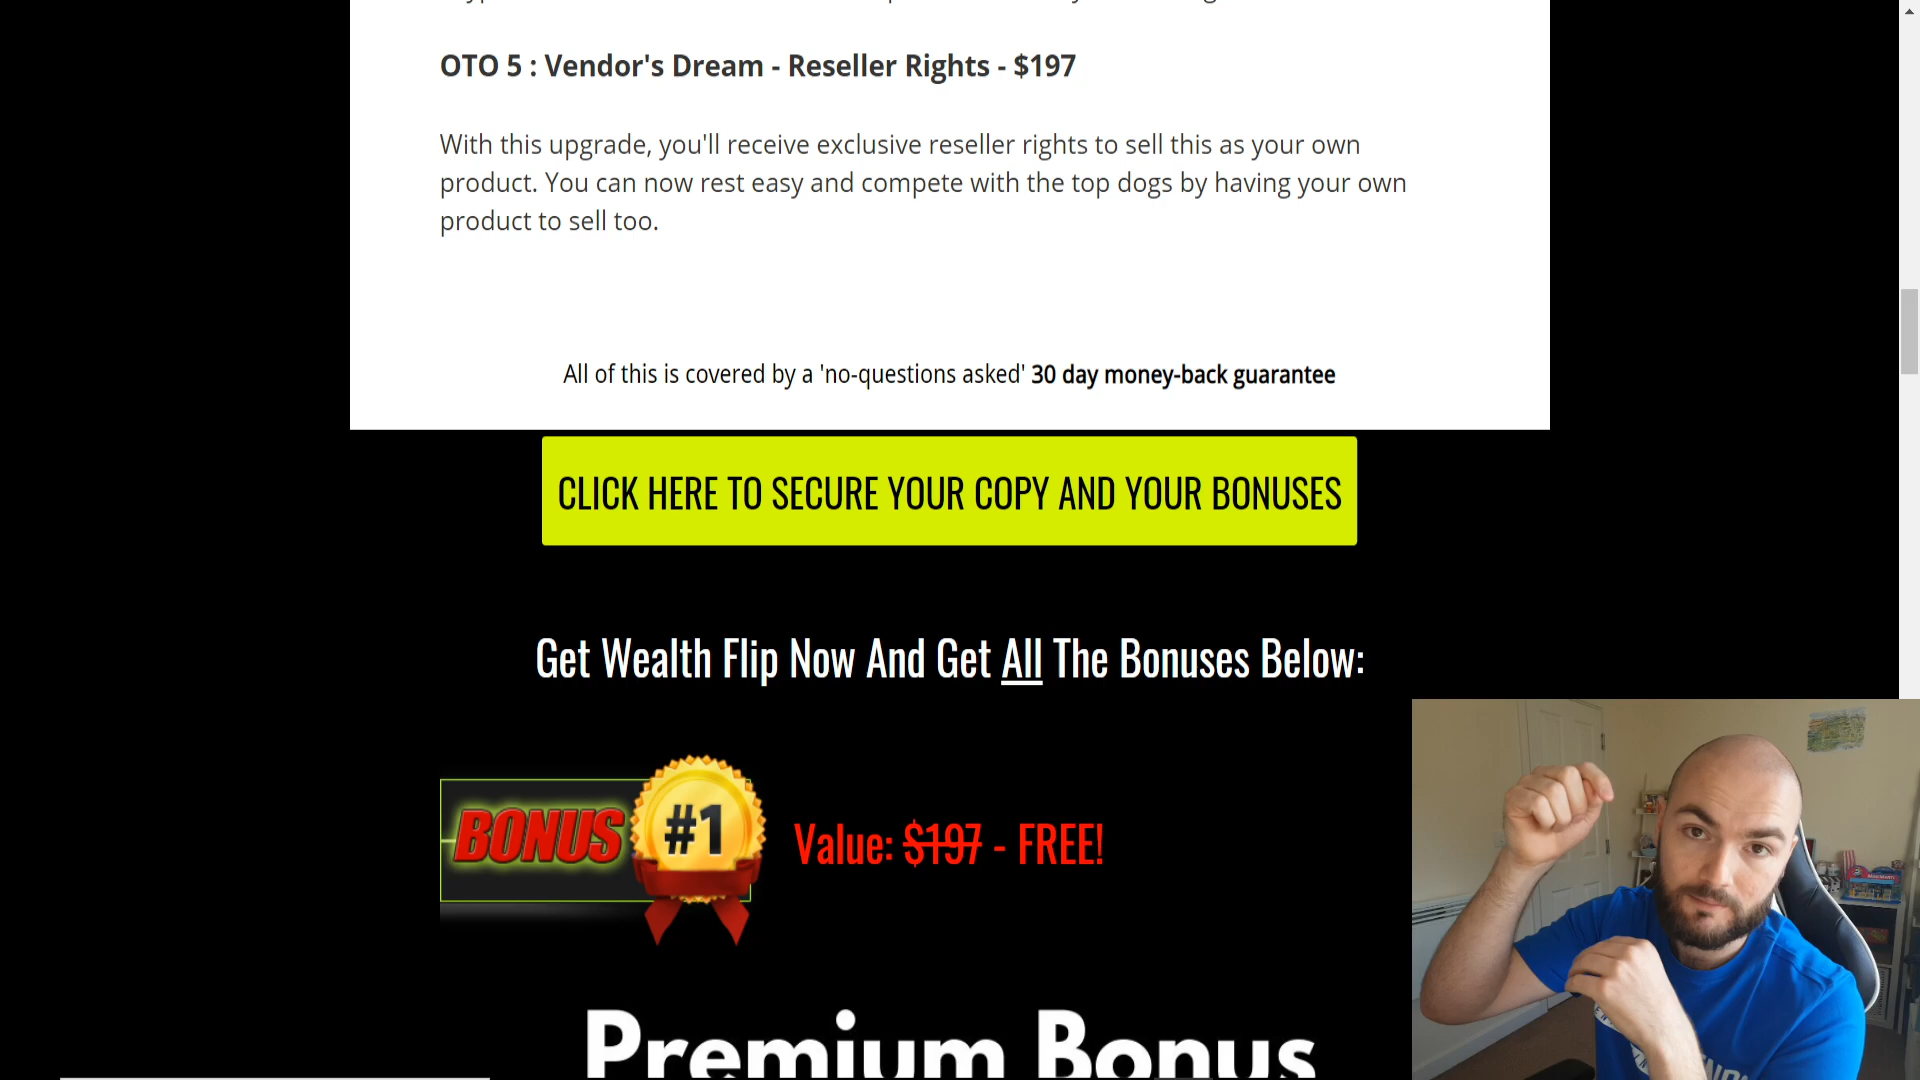 OTO 5 : Vendor's Dream - Reseller Rights - $197
With this upgrade, you'll receive exclusive reseller rights to sell this as your own
product. You can now rest easy and compete with the top dogs by having your own
product to sell too.
All of this is covered by a 'no-questions asked' 30 day money-back guarantee
CLICK HERE TO SECURE YOUR COPY AND YOUR BONUSES
Get Wealth Flip Now And Get All The Bonuses Below:
BONUS #1
Value: $197 - FREE!
Premium Bonus